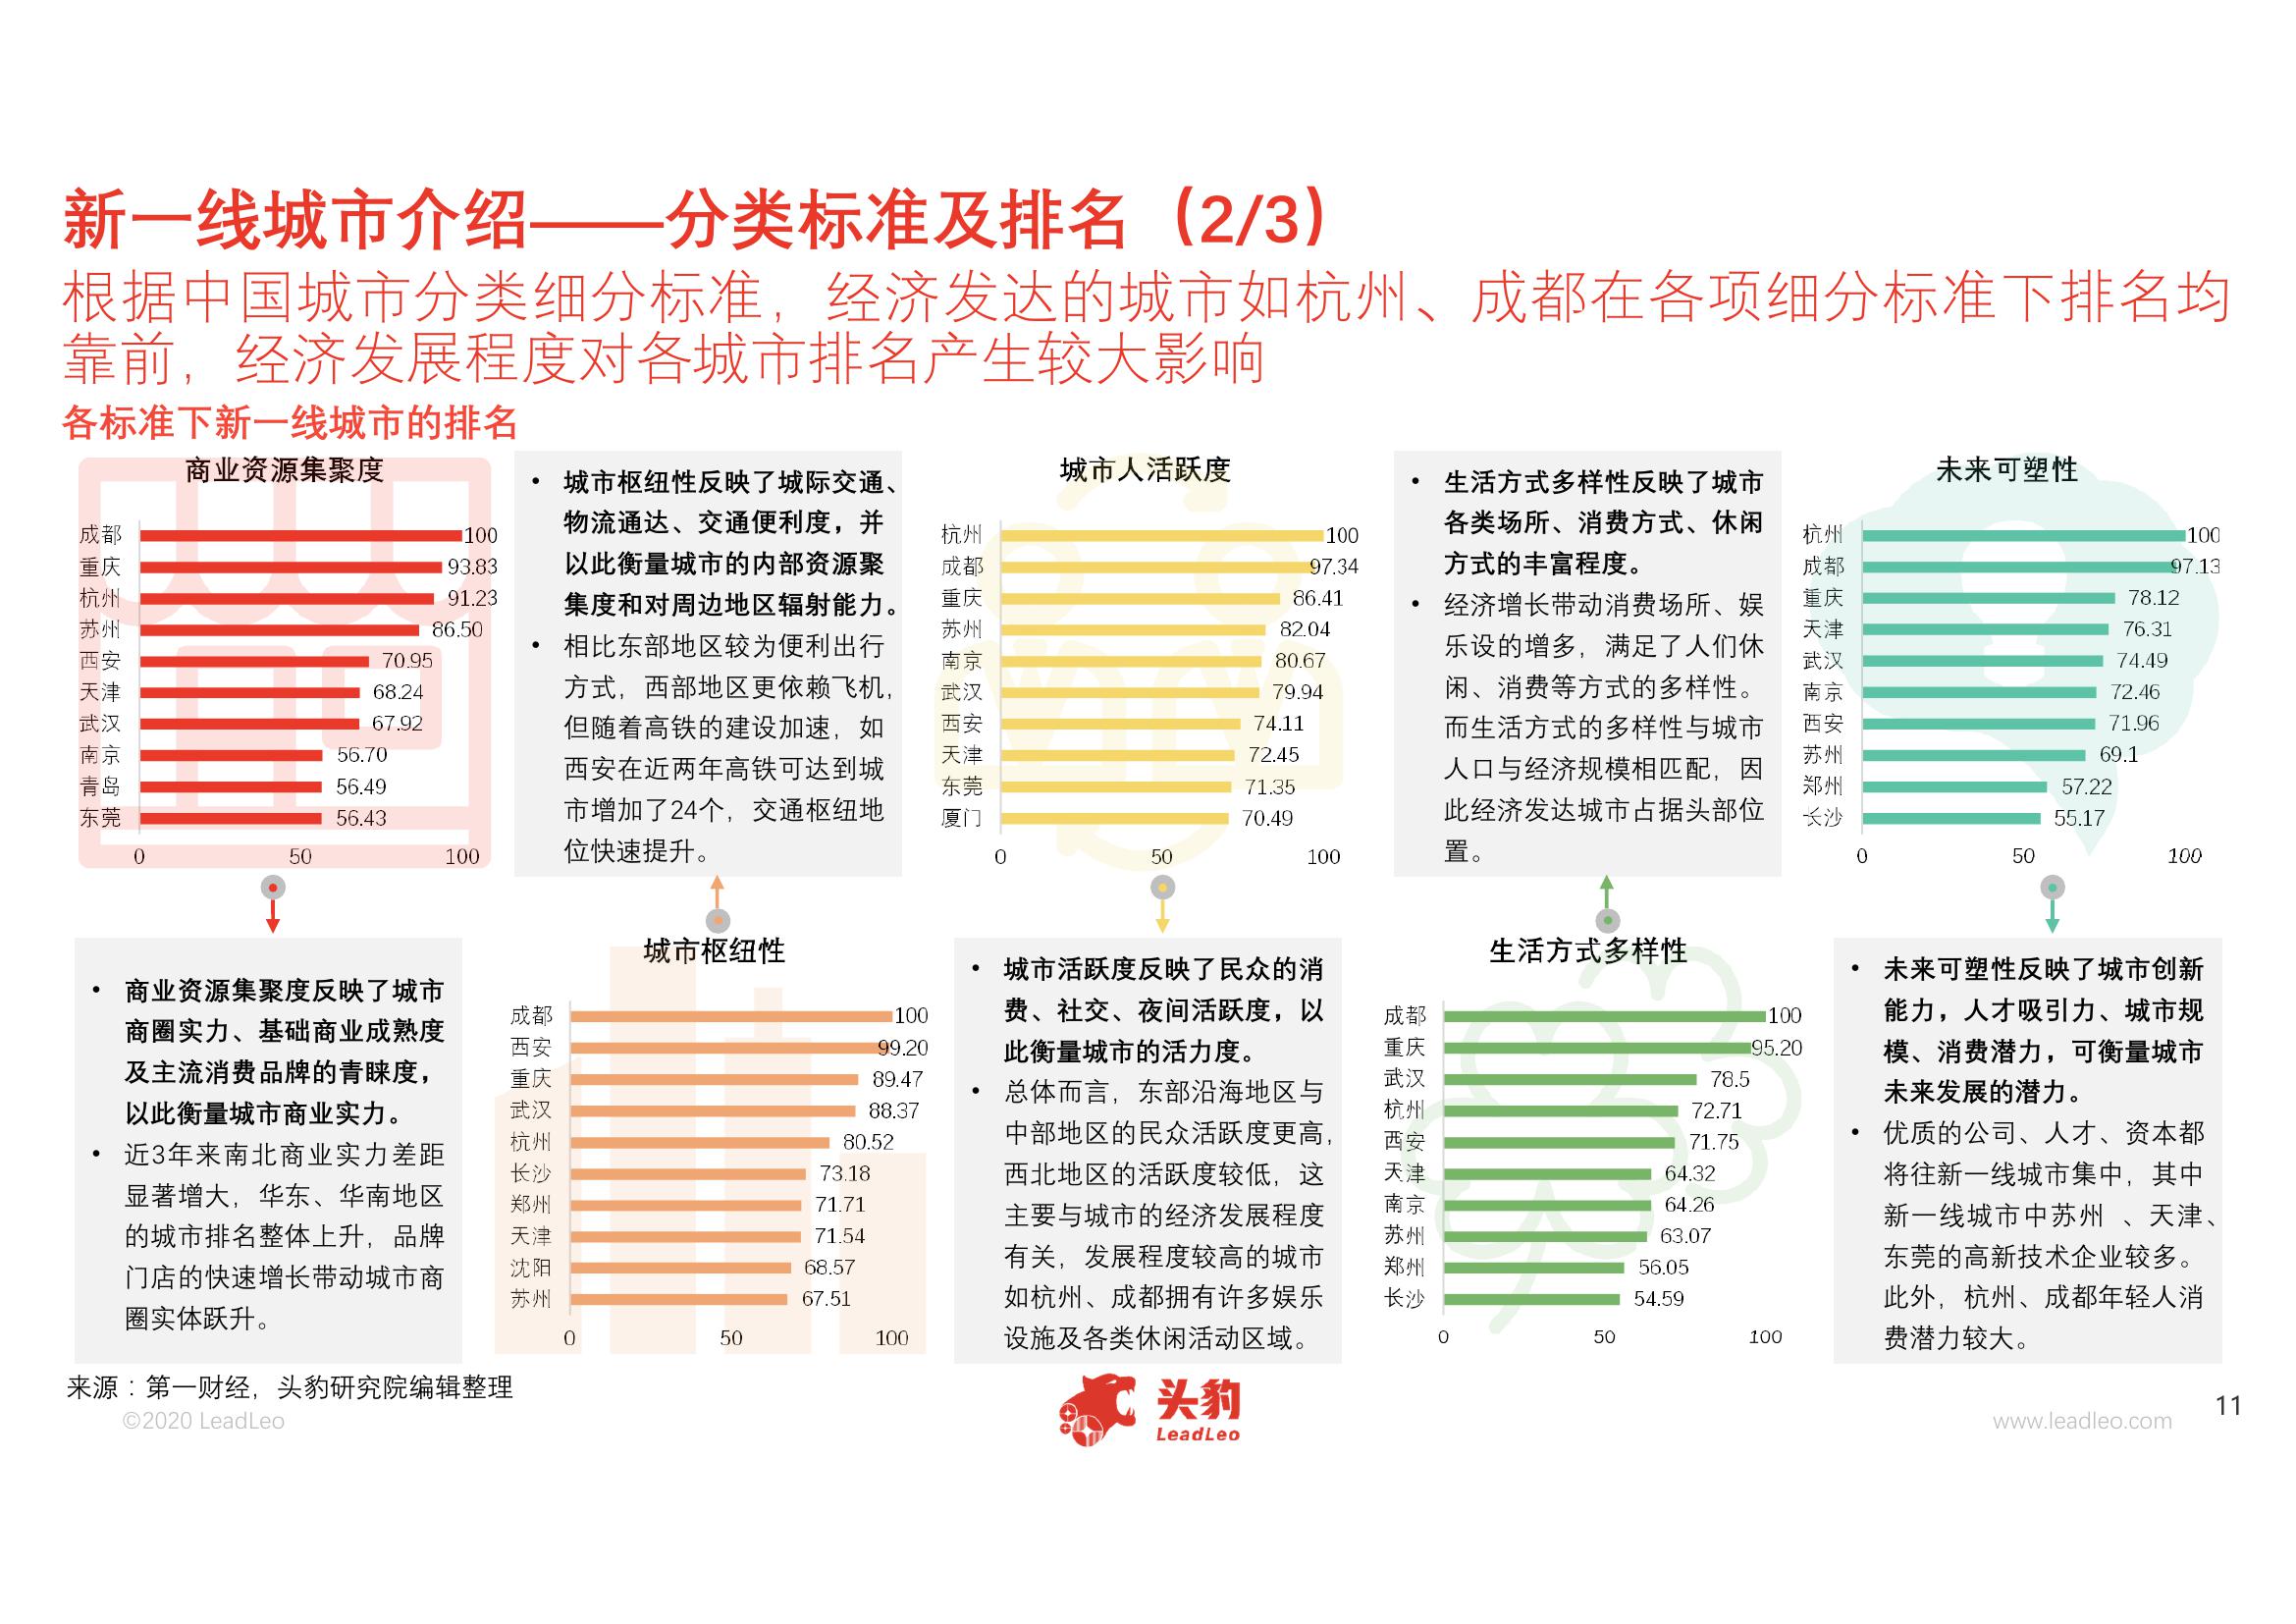 新一线城市介绍——分类标准及排名（2/3）
根据中国城市分类细分标准，经济发达的城市如杭州、成都在各项细分标准下排名均
靠前，经济发展程度对各城市排名产生较大影响
各标准下新一线城市的排名
商业资源集聚度
成都 100
重庆 93.83
杭州 91.23
苏州 86.50
西安 70.95
天津 68.24
武汉 67.92
南京 56.70
青岛 56.49
东莞 56.43
0 50 100
• 商业资源集聚度反映了城市
商圈实力、基础商业成熟度
及主流消费品牌的青睐度，
以此衡量城市商业实力。
• 近3年来南北商业实力差距
显著增大，华东、华南地区
的城市排名整体上升，品牌
门店的快速增长带动城市商
圈实体跃升。
• 城市枢纽性反映了城际交通、
物流通达、交通便利度，并
以此衡量城市的内部资源聚
集度和对周边地区辐射能力。
• 相比东部地区较为便利出行
方式，西部地区更依赖飞机，
但随着高铁的建设加速，如
西安在近两年高铁可达到城
市增加了24个，交通枢纽地
位快速提升。
城市枢纽性
成都 100
西安 99.20
重庆 89.47
武汉 88.37
杭州 80.52
长沙 73.18
郑州 71.71
天津 71.54
沈阳 68.57
苏州 67.51
0 50 100
城市人活跃度
杭州 100
成都 97.34
重庆 86.41
苏州 82.04
南京 80.67
武汉 79.94
西安 74.11
天津 72.45
东莞 71.35
厦门 70.49
0 50 100
• 城市活跃度反映了民众的消
费、社交、夜间活跃度，以
此衡量城市的活力度。
• 总体而言，东部沿海地区与
中部地区的民众活跃度更高，
西北地区的活跃度较低，这
主要与城市的经济发展程度
有关，发展程度较高的城市
如杭州、成都拥有许多娱乐
设施及各类休闲活动区域。
• 生活方式多样性反映了城市
各类场所、消费方式、休闲
方式的丰富程度。
• 经济增长带动消费场所、娱
乐设的增多，满足了人们休
闲、消费等方式的多样性。
而生活方式的多样性与城市
人口与经济规模相匹配，因
此经济发达城市占据头部位
置。
生活方式多样性
成都 100
重庆 95.20
武汉 78.5
杭州 72.71
西安 71.75
天津 64.32
南京 64.26
苏州 63.07
郑州 56.05
长沙 54.59
0 50 100
未来可塑性
杭州 100
成都 97.13
重庆 78.12
天津 76.31
武汉 74.49
南京 72.46
西安 71.96
苏州 69.1
郑州 57.22
长沙 55.17
0 50 100
• 未来可塑性反映了城市创新
能力，人才吸引力、城市规
模、消费潜力，可衡量城市
未来发展的潜力。
• 优质的公司、人才、资本都
将往新一线城市集中，其中
新一线城市中苏州 、天津、
东莞的高新技术企业较多。
此外，杭州、成都年轻人消
费潜力较大。
来源：第一财经，头豹研究院编辑整理
©2020 LeadLeo
头豹
LeadLeo
www.leadleo.com
11